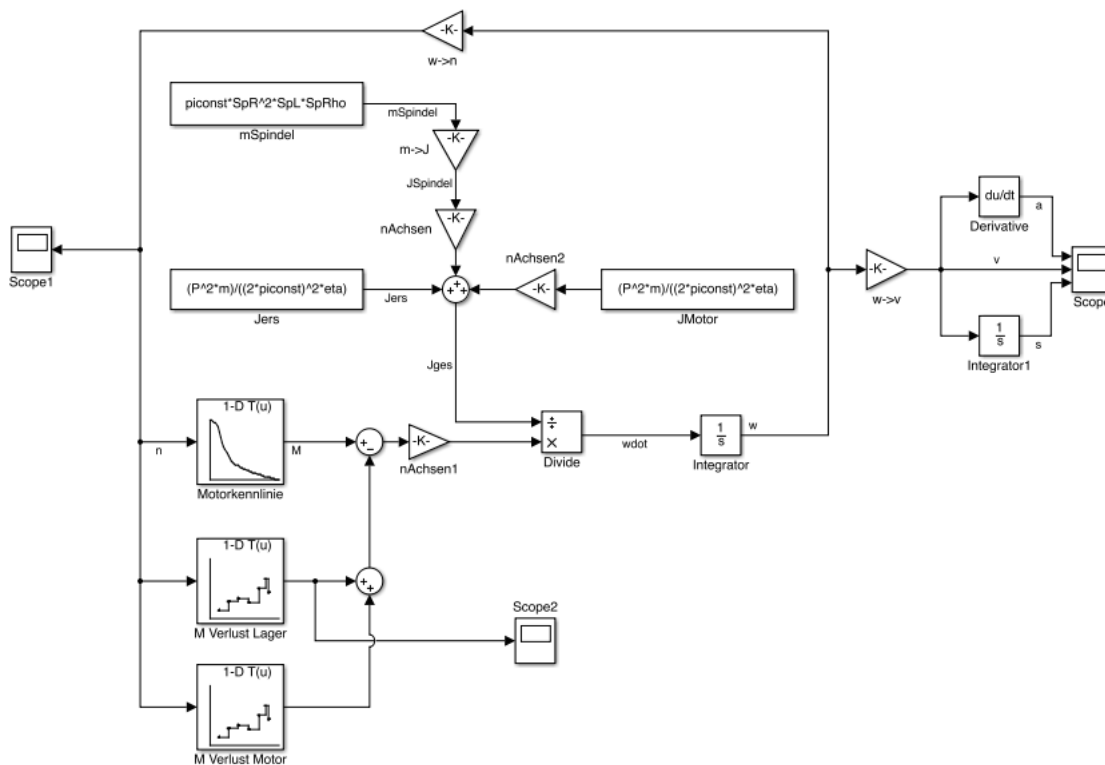 -K-
w->n
piconst*SpR^2*SpL*SpRho
mSpindel
mSpindel
-K-
m->J
JSpindel
-K-
nAchsen
du/dt
a
Derivative
Scope1
nAchsen2
-K-
v
Scope
(P^2*m)/((2*piconst)^2*eta)
Jers
Jers
+
+
+
-K-
(P^2*m)/((2*piconst)^2*eta)
JMotor
w->v
1
s
s
Integrator1
Jges
1-D T(u)
n
M
Motorkennlinie
+
−
-K-
nAchsen1
÷
×
Divide
wdot
1
s
w
Integrator
1-D T(u)
M Verlust Lager
+
+
Scope2
1-D T(u)
M Verlust Motor